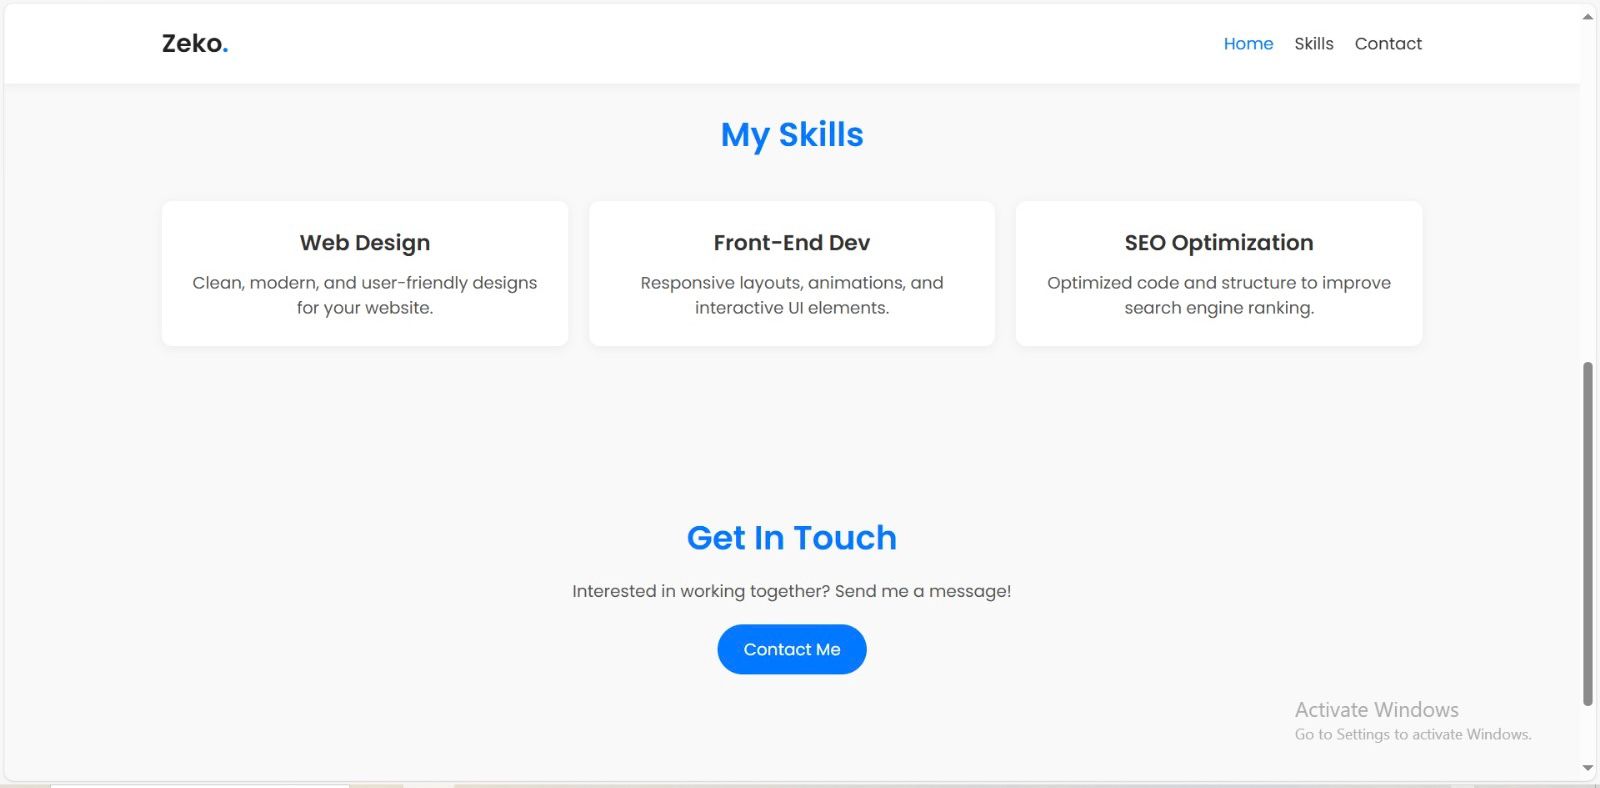 Zeko.
Home Skills Contact
My Skills
Web Design
Clean, modern, and user-friendly designs
for your website.
Front-End Dev
Responsive layouts, animations, and
interactive UI elements.
SEO Optimization
Optimized code and structure to improve
search engine ranking.
Get In Touch
Interested in working together? Send me a message!
Contact Me
Activate Windows
Go to Settings to activate Windows.